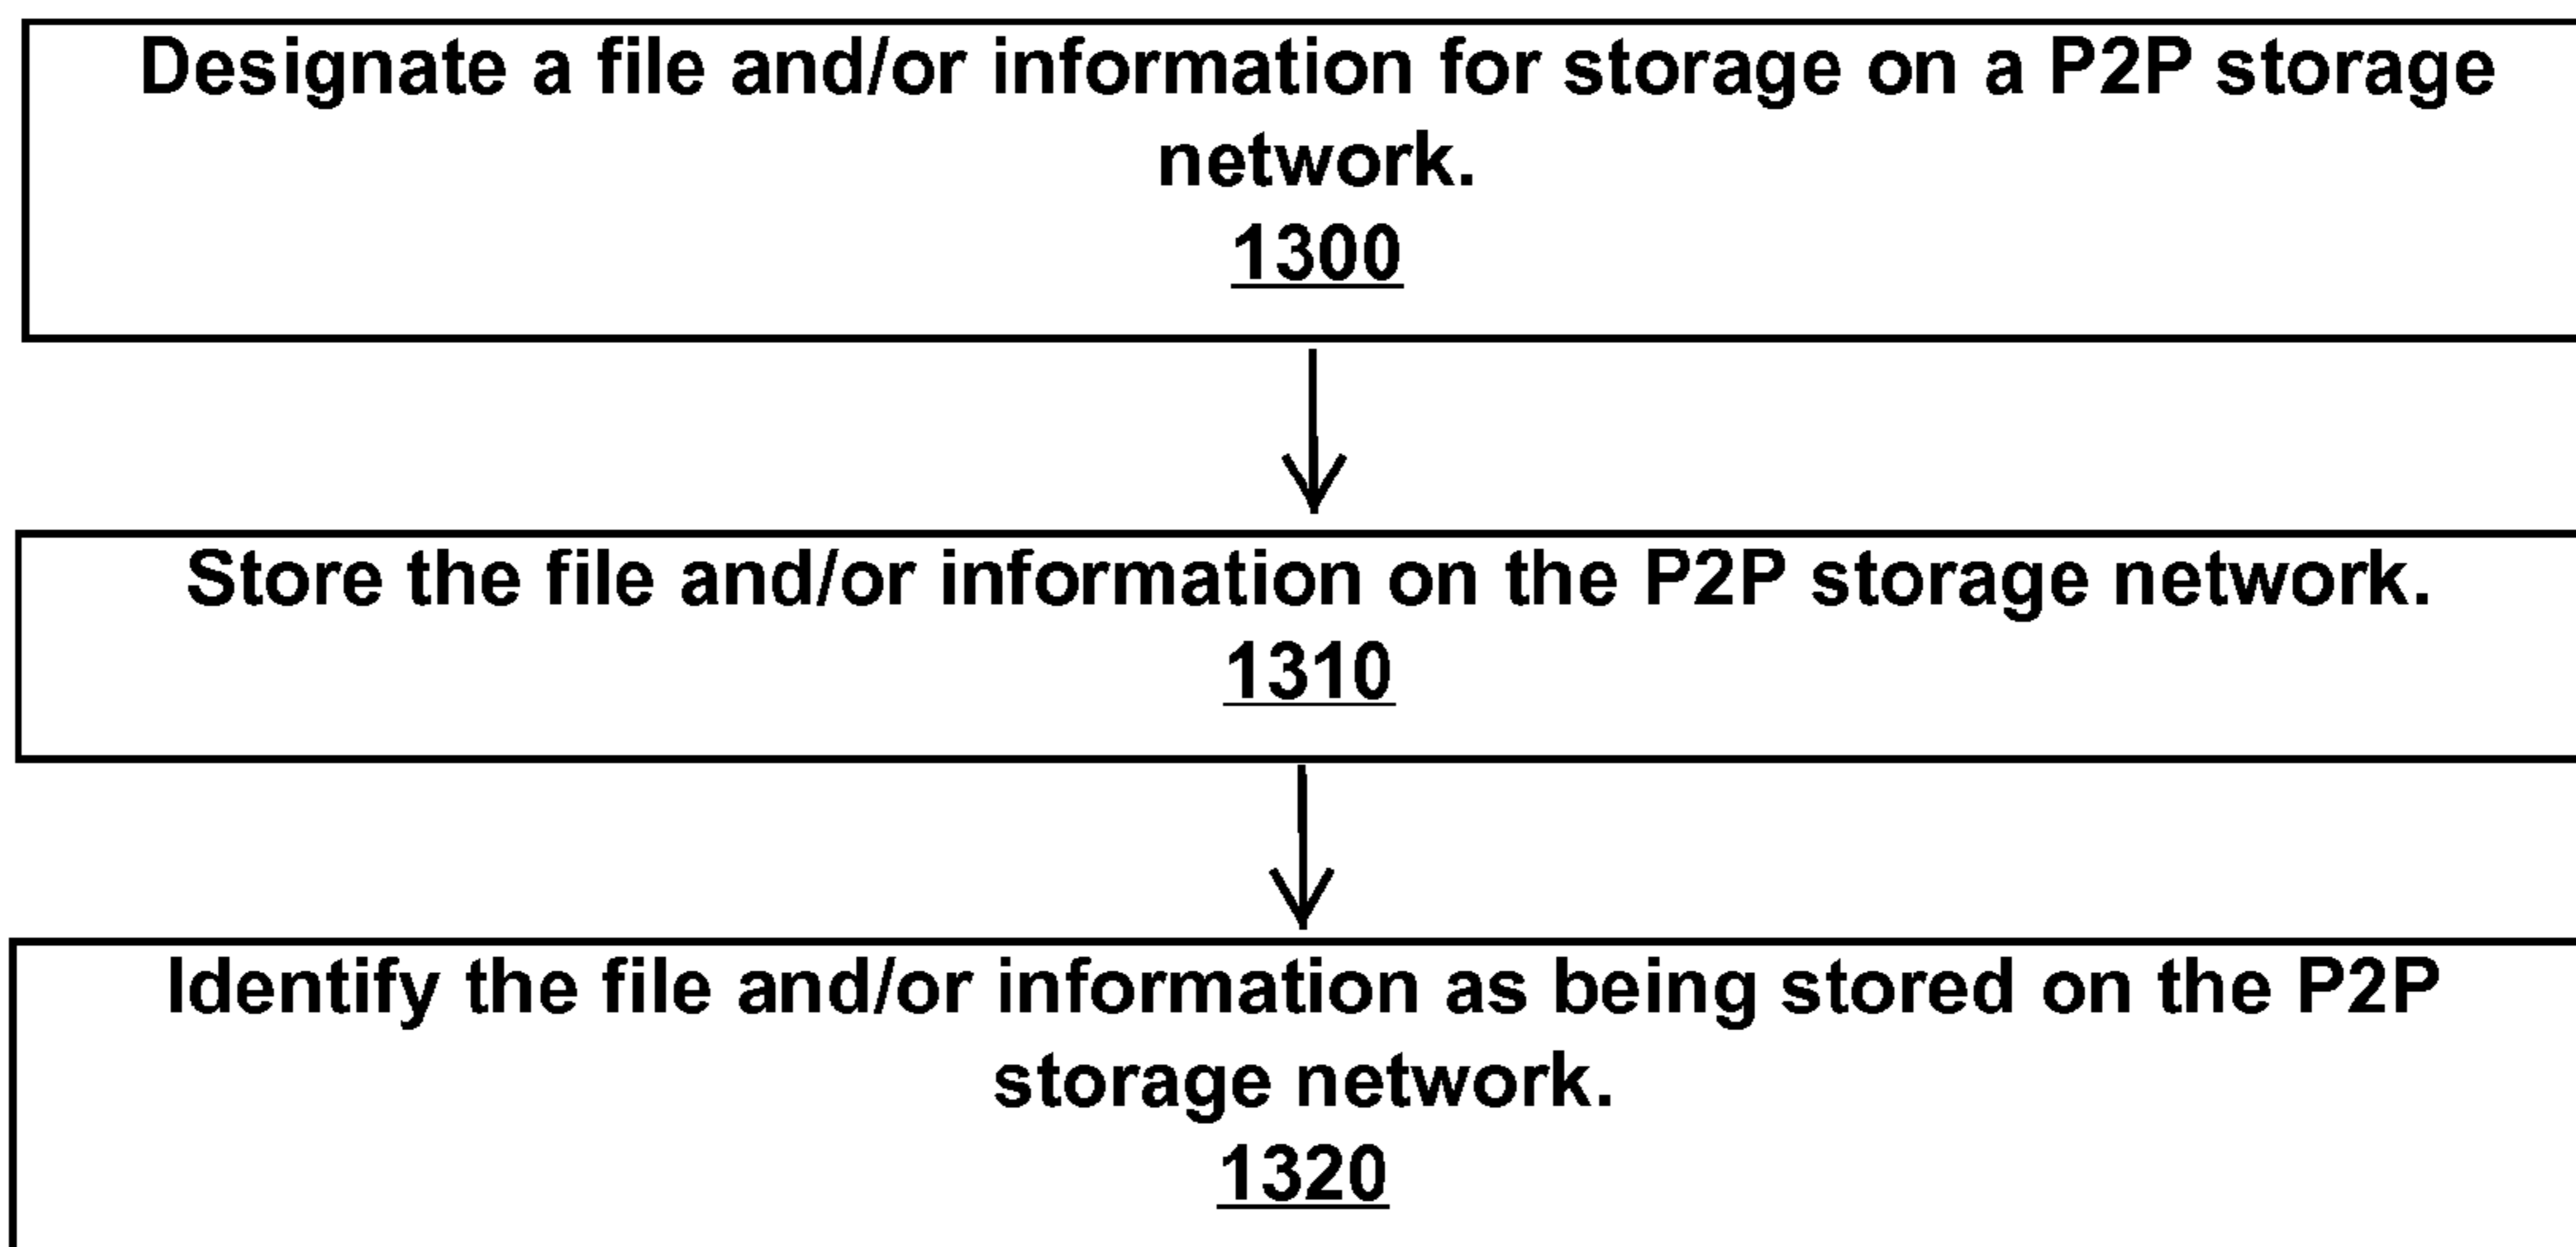 Designate a file and/or information for storage on a P2P storage
network.
1300
Store the file and/or information on the P2P storage network.
1310
Identify the file and/or information as being stored on the P2P
storage network.
1320